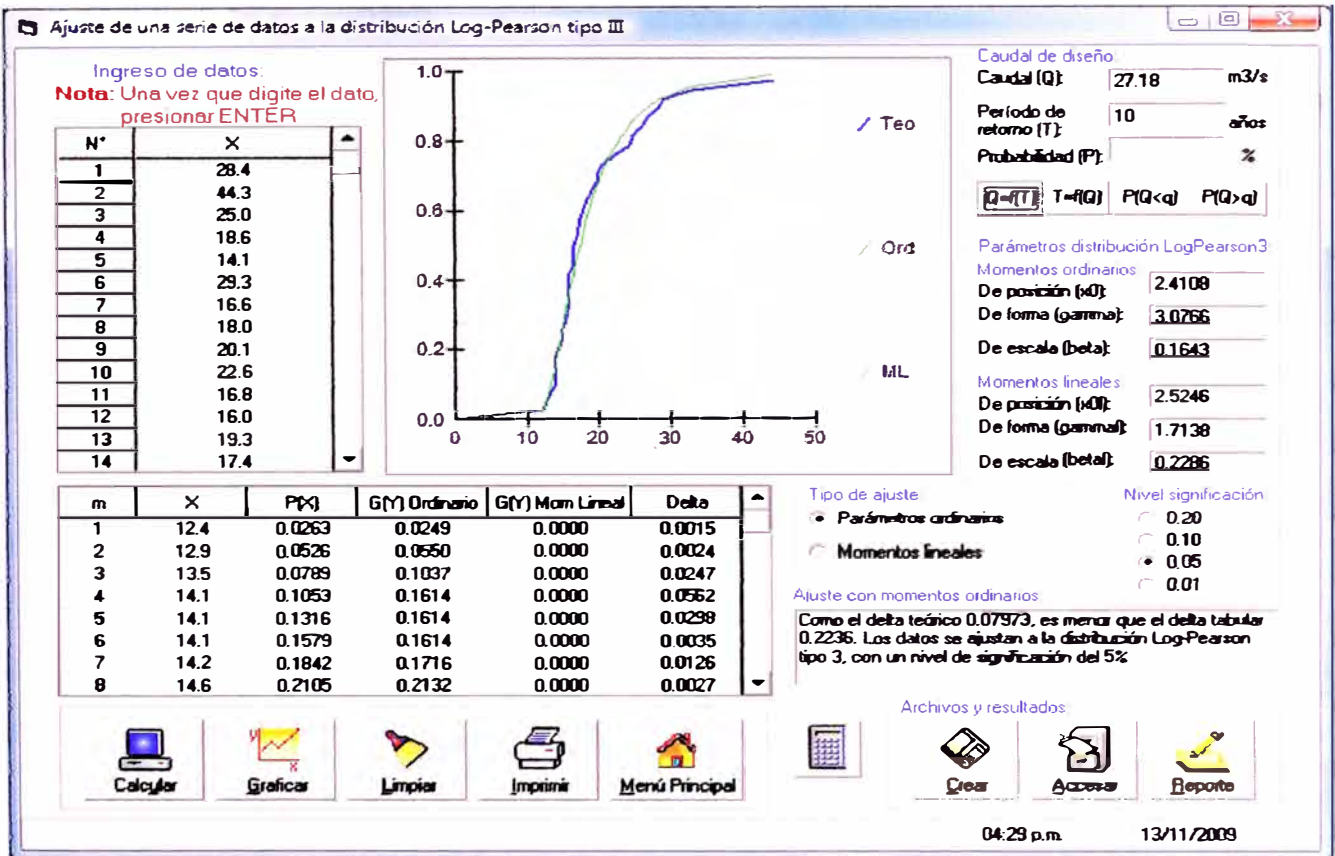 Ajuste de una serie de datos a la distribución Log-Pearson tipo III
Ingreso de datos:
Nota: Una vez que digite el dato,
presionar ENTER
N° X
1 28.4
2 44.3
3 25.0
4 18.6
5 14.1
6 29.3
7 16.6
8 18.0
9 20.1
10 22.6
11 16.8
12 16.0
13 19.3
14 17.4
1.0
0.8
0.6
0.4
0.2
0.0
0 10 20 30 40 50
Teo
Ord
ML
Caudal de diseño:
Caudal (Q): 27.18 m3/s
Período de
retorno (T): 10 años
Probabilidad (P): %
Q=f(T) T=f(Q) P(Q<q) P(Q>q)
Parámetros distribución LogPearson3:
Momentos ordinarios
De posición (x0): 2.4108
De forma (gamma): 3.0766
De escala (beta): 0.1643
Momentos lineales
De posición (x0l): 2.5246
De forma (gammal): 1.7138
De escala (betal): 0.2286
m X P(X) G(Y) Ordinario G(Y) Mom Lineal Delta
1 12.4 0.0263 0.0249 0.0000 0.0015
2 12.9 0.0526 0.0550 0.0000 0.0024
3 13.5 0.0789 0.1037 0.0000 0.0247
4 14.1 0.1053 0.1614 0.0000 0.0562
5 14.1 0.1316 0.1614 0.0000 0.0298
6 14.1 0.1579 0.1614 0.0000 0.0035
7 14.2 0.1842 0.1716 0.0000 0.0126
8 14.6 0.2105 0.2132 0.0000 0.0027
Tipo de ajuste
Parámetros ordinarios
Momentos lineales
Nivel significación
0.20
0.10
0.05
0.01
Ajuste con momentos ordinarios:
Como el delta teórico 0.07973, es menor que el delta tabular
0.2236. Los datos se ajustan a la distribución Log-Pearson
tipo 3, con un nivel de significación del 5%
Archivos y resultados:
Calcular Graficar Limpiar Imprimir Menú Principal Crear Accesar Reporte
04:29 p.m. 13/11/2009